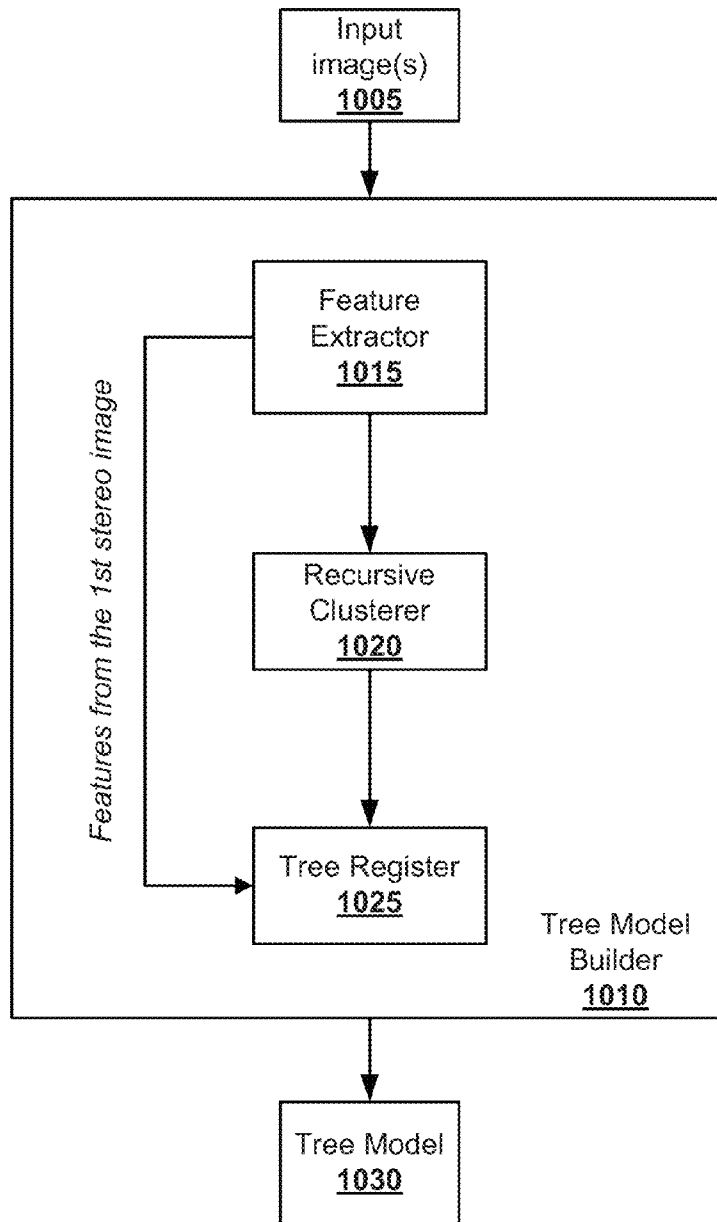 Input
image(s)
1005
Feature
Extractor
1015
Features from the 1st stereo image
Recursive
Clusterer
1020
Tree Register
1025
Tree Model
Builder
1010
Tree Model
1030